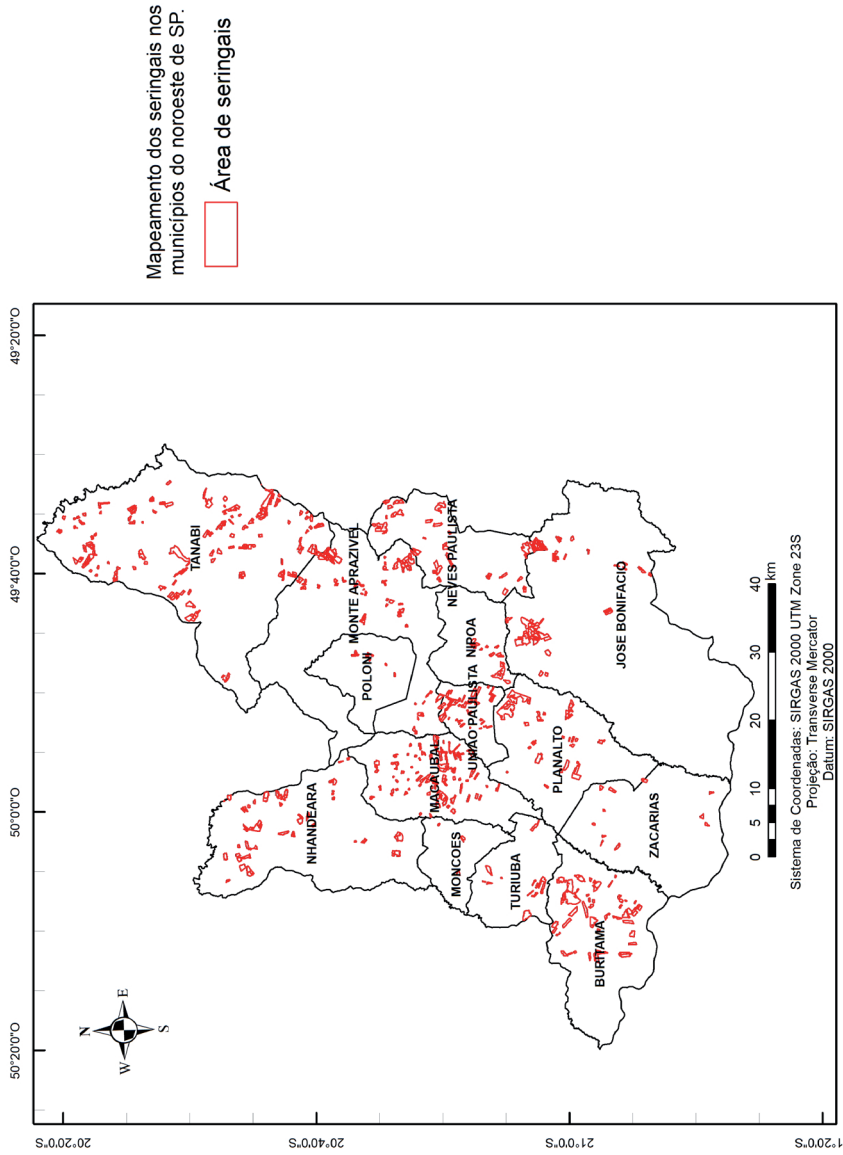 Mapeamento dos seringais nos
municípios do noroeste de SP.
Área de seringais
50°20'0"O
50°0'0"O
49°40'0"O
49°20'0"O
20°20'0"S
20°40'0"S
21°0'0"S
1°20'0"S
N
W
E
S
TANABI
MONTE APRAZIVEL
POLONI
NHANDEARA
NEVES PAULISTA
NIPOA
UNIÃO PAULISTA
MACAUBAL
MONCOES
TURIUBA
PLANALTO
JOSE BONIFACIO
BURITAMA
ZACARIAS
0 5 10 20 30 40
km
Sistema de Coordenadas: SIRGAS 2000 UTM Zone 23S
Projeção: Transverse Mercator
Datum: SIRGAS 2000